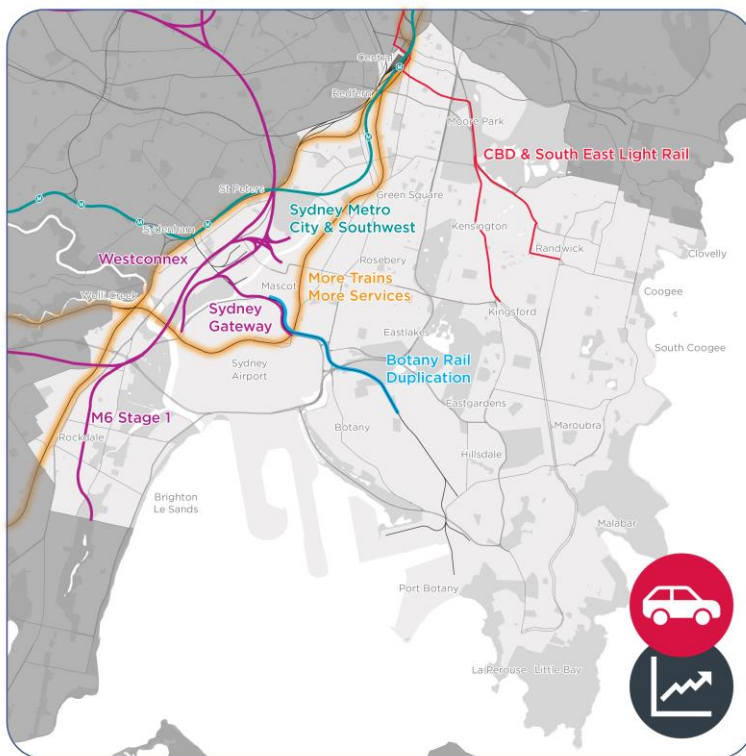 Central
Redfern
Moore Park
CBD & South East Light Rail
St Peters
Green Square
Sydney Metro
City & Southwest
Kensington
Sydenham
Randwick
Westconnex
Clovelly
Rosebery
More Trains
More Services
Mascot
Coogee
Wolli Creek
Sydney
Gateway
Kingsford
Eastlakes
South Coogee
Sydney
Airport
Botany Rail
Duplication
Eastgardens
M6 Stage 1
Botany
Maroubra
Rockdale
Hillsdale
Brighton
Le Sands
Malabar
Port Botany
La Perouse
Little Bay